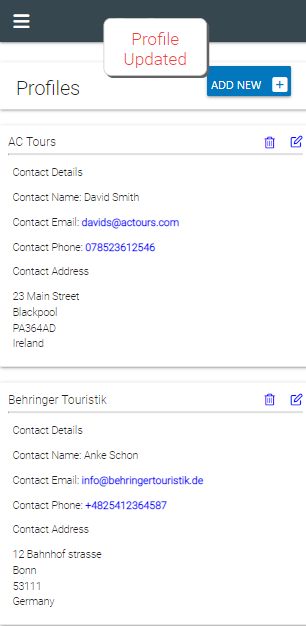 Profile
Updated
Profiles
ADD NEW
AC Tours
Contact Details
Contact Name: David Smith
Contact Email: davids@actours.com
Contact Phone: 078523612546
Contact Address
23 Main Street
Blackpool
PA364AD
Ireland
Behringer Touristik
Contact Details
Contact Name: Anke Schon
Contact Email: info@behringertouristik.de
Contact Phone: +4825412364587
Contact Address
12 Bahnhof strasse
Bonn
53111
Germany